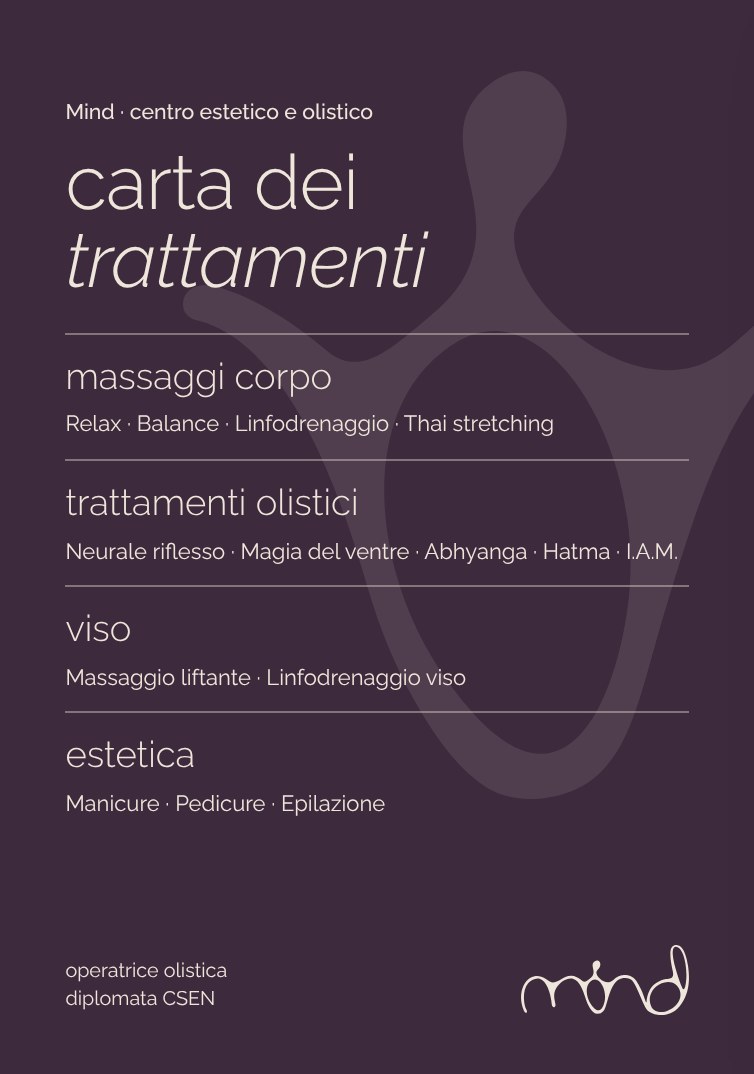 Mind · centro estetico e olistico
carta dei
trattamenti
massaggi corpo
Relax · Balance · Linfodrenaggio · Thai stretching
trattamenti olistici
Neurale riflesso · Magia del ventre · Abhyanga · Hatma · I.A.M.
viso
Massaggio liftante · Linfodrenaggio viso
estetica
Manicure · Pedicure · Epilazione
operatrice olistica
diplomata CSEN
mind